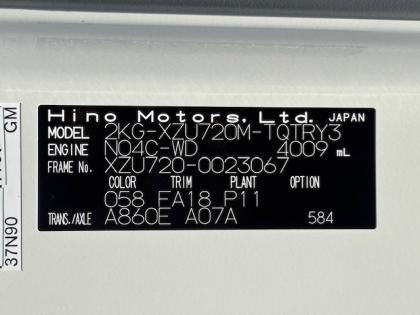 Hino Motors, Ltd. JAPAN
MODEL 2KG-XZU720M-TQTRY3
ENGINE N04C-WD 4009 mL
FRAME No. XZU720-0023067
COLOR TRIM PLANT OPTION
058 FA18 P11
TRANS./AXLE A860E A07A 584
GM
37N90